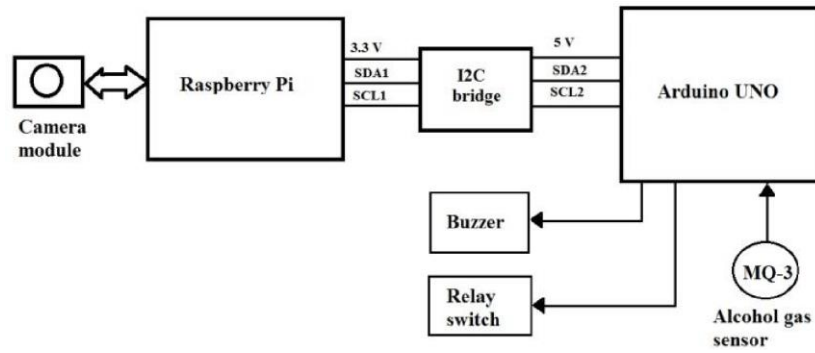 Camera
module
Raspberry Pi
3.3 V
SDA1
SCL1
I2C
bridge
5 V
SDA2
SCL2
Arduino UNO
Buzzer
Relay
switch
MQ-3
Alcohol gas
sensor